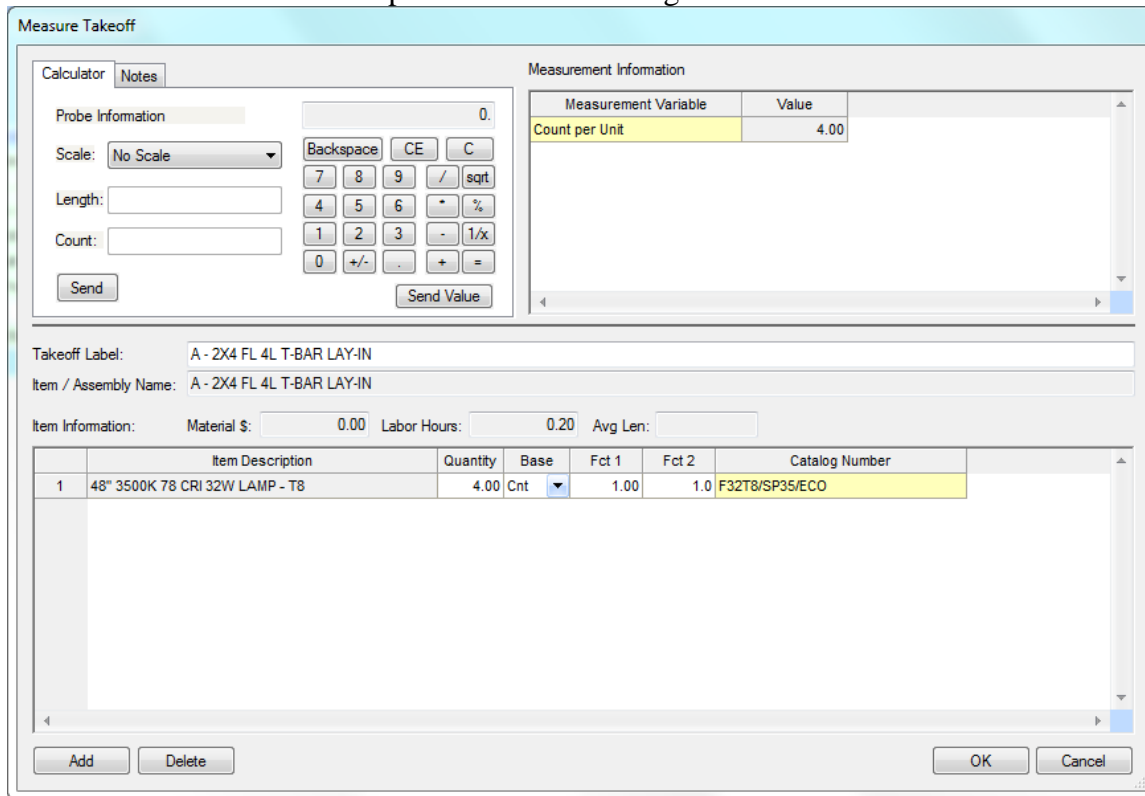 Measure Takeoff
Calculator Notes
Probe Information
Scale: No Scale
Length:
Count:
Send
0.
Backspace CE C
7 8 9 / sqrt
4 5 6 * %
1 2 3 - 1/x
0 +/- . + =
Send Value
Measurement Information
Measurement Variable Value
Count per Unit 4.00
Takeoff Label: A - 2X4 FL 4L T-BAR LAY-IN
Item / Assembly Name: A - 2X4 FL 4L T-BAR LAY-IN
Item Information: Material $: 0.00 Labor Hours: 0.20 Avg Len:
Item Description Quantity Base Fct 1 Fct 2 Catalog Number
1 48" 3500K 78 CRI 32W LAMP - T8 4.00 Cnt 1.00 1.0 F32T8/SP35/ECO
Add Delete OK Cancel